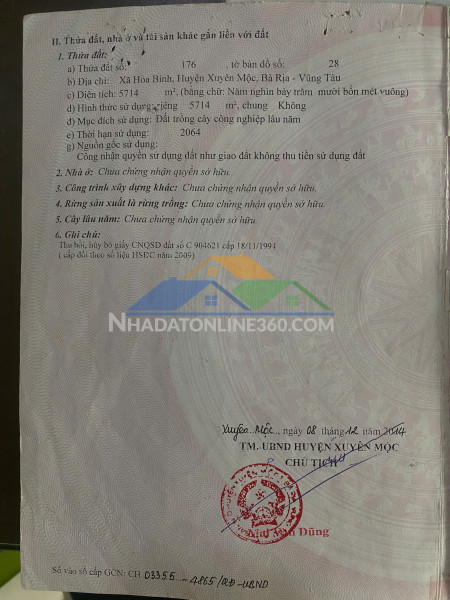 II. Thửa đất, nhà ở và tài sản khác gắn liền với đất
1. Thửa đất:
a) Thửa đất số: 176 , tờ bản đồ số: 28
b) Địa chỉ: Xã Hòa Bình, Huyện Xuyên Mộc, Bà Rịa - Vũng Tàu
c) Diện tích: 5714 m², (bằng chữ: Năm nghìn bảy trăm mười bốn mét vuông)
d) Hình thức sử dụng: riêng 5714 m², chung Không
đ) Mục đích sử dụng: Đất trồng cây công nghiệp lâu năm
e) Thời hạn sử dụng: 2064
g) Nguồn gốc sử dụng:
Công nhận quyền sử dụng đất như giao đất không thu tiền sử dụng đất
2. Nhà ở: Chưa chứng nhận quyền sở hữu.
3. Công trình xây dựng khác: Chưa chứng nhận quyền sở hữu.
4. Rừng sản xuất là rừng trồng: Chưa chứng nhận quyền sở hữu.
5. Cây lâu năm: Chưa chứng nhận quyền sở hữu.
6. Ghi chú:
Thu hồi, hủy bỏ giấy CNQSD đất số C 904621 cấp 18/11/1994
( cấp đổi theo số liệu HSĐC năm 2009)
NHADATONLINE360.COM
Xuyên Mộc, ngày 08 tháng 12 năm 2014
TM. UBND HUYỆN XUYÊN MỘC
CHỦ TỊCH
Dũng
Số vào sổ cấp GCN: CH 03355 - 4865/QĐ-UBND